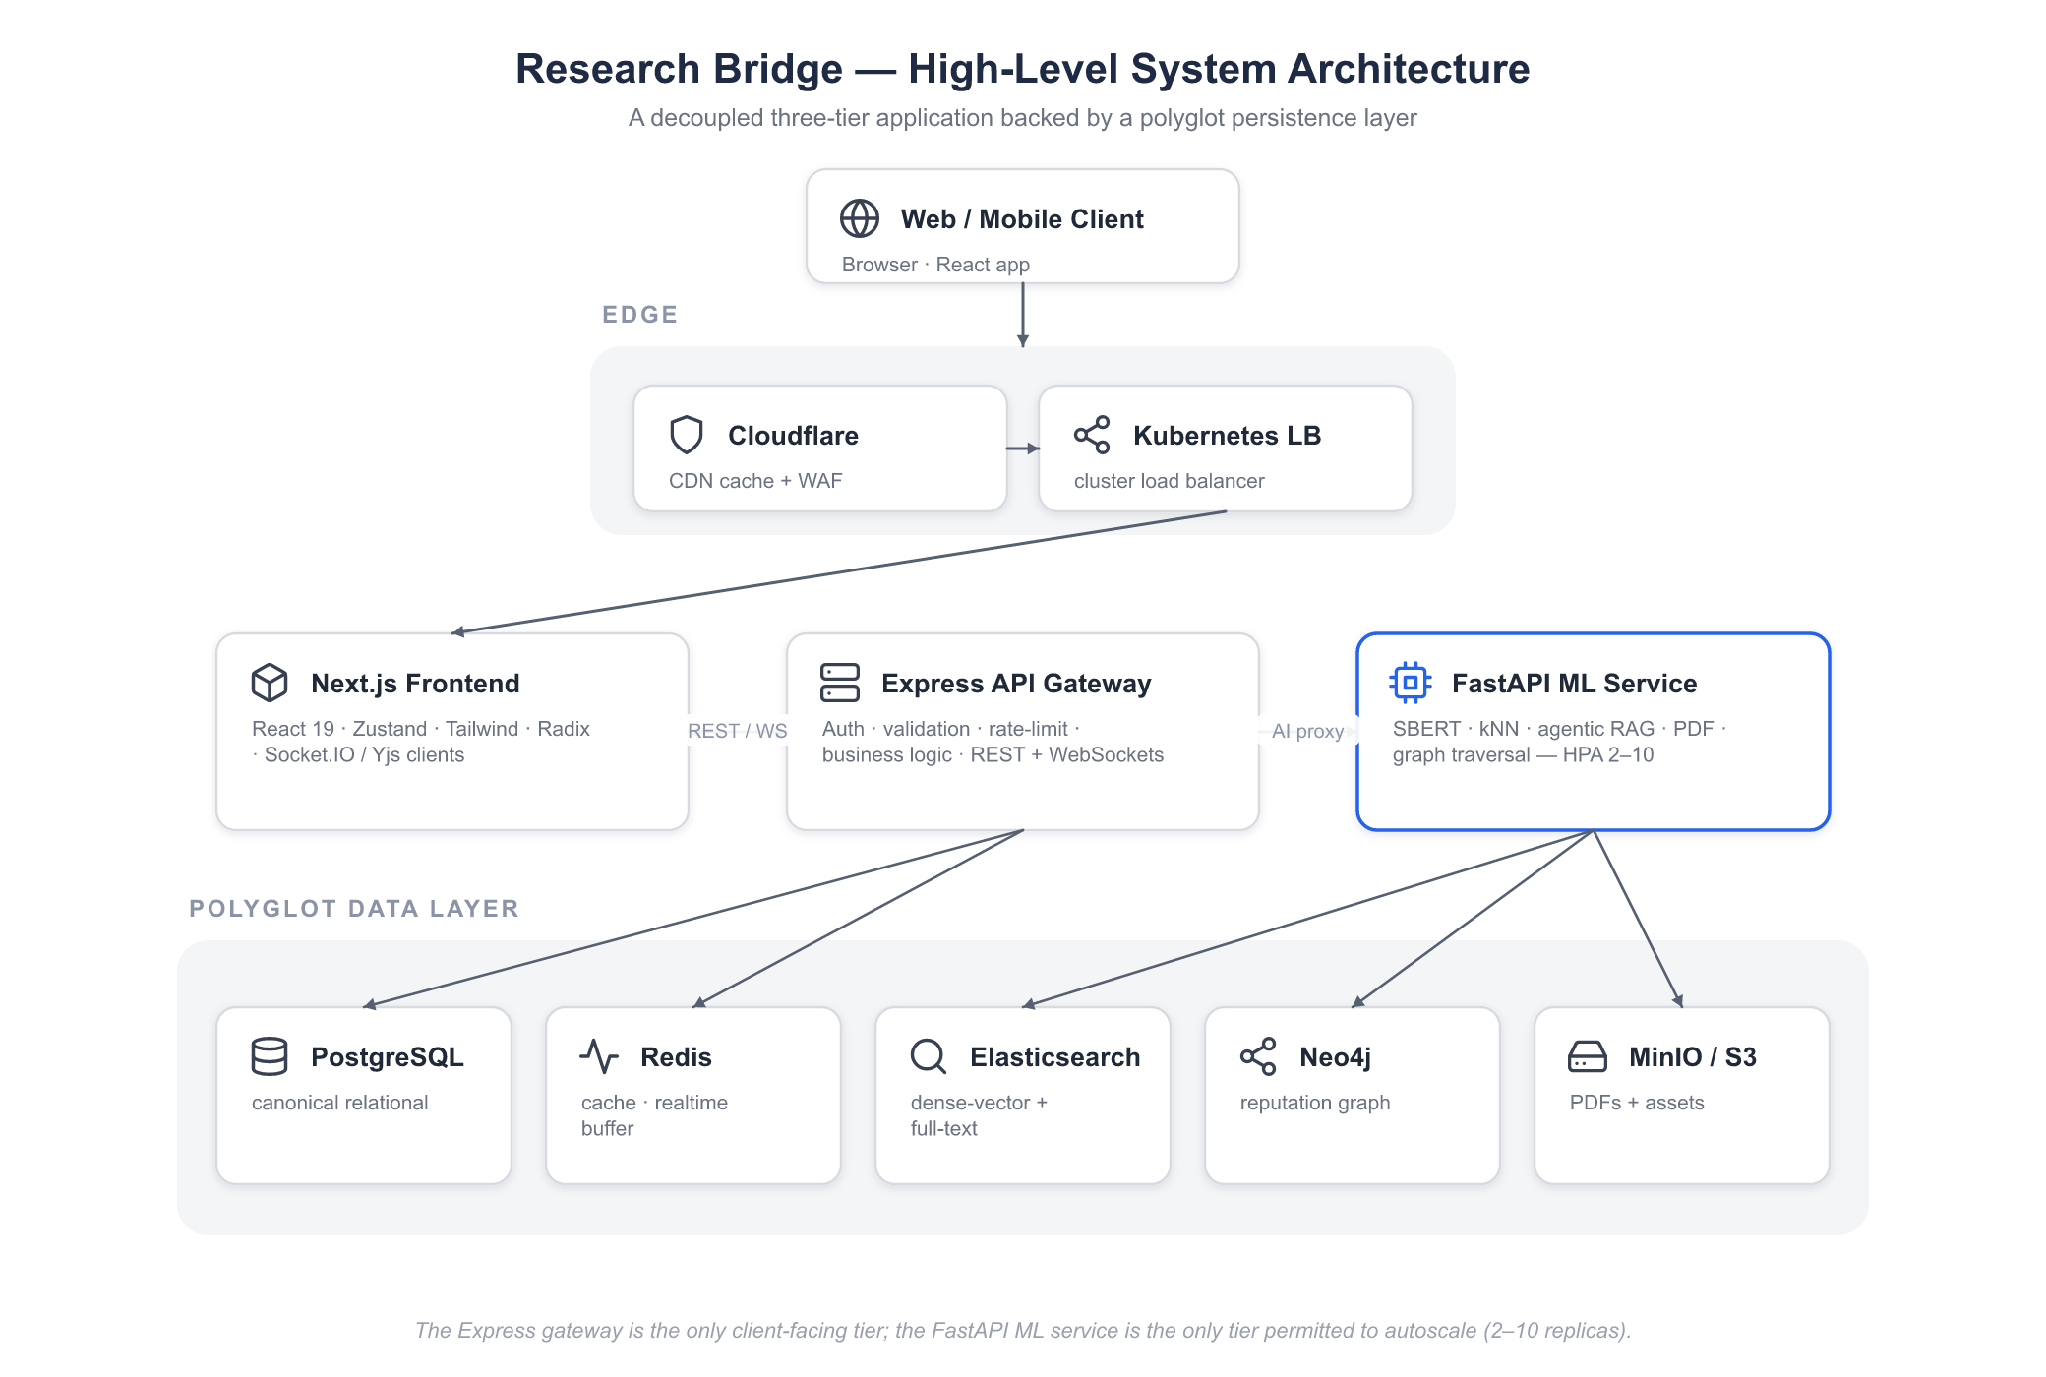 Research Bridge — High-Level System Architecture
A decoupled three-tier application backed by a polyglot persistence layer
Web / Mobile Client
Browser · React app
EDGE
Cloudflare
CDN cache + WAF
Kubernetes LB
cluster load balancer
Next.js Frontend
React 19 · Zustand · Tailwind · Radix
· Socket.IO / Yjs clients
REST / WS
Express API Gateway
Auth · validation · rate-limit ·
business logic · REST + WebSockets
AI proxy
FastAPI ML Service
SBERT · kNN · agentic RAG · PDF ·
graph traversal — HPA 2–10
POLYGLOT DATA LAYER
PostgreSQL
canonical relational
Redis
cache · realtime
buffer
Elasticsearch
dense-vector +
full-text
Neo4j
reputation graph
MinIO / S3
PDFs + assets
The Express gateway is the only client-facing tier; the FastAPI ML service is the only tier permitted to autoscale (2–10 replicas).